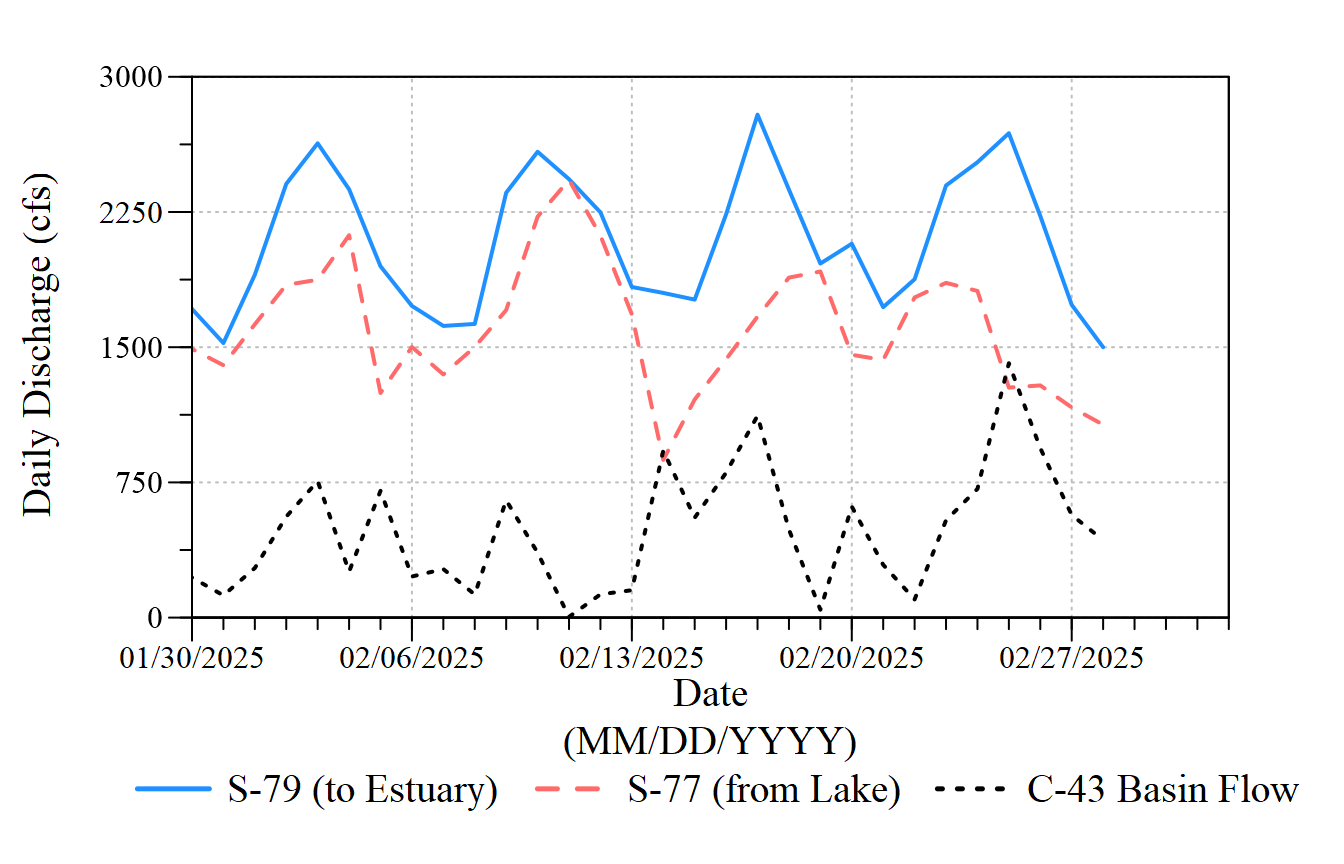 3000
2250
1500
750
0
Daily Discharge (cfs)
01/30/2025 02/06/2025 02/13/2025 02/20/2025 02/27/2025
Date
(MM/DD/YYYY)
S-79 (to Estuary) S-77 (from Lake) C-43 Basin Flow